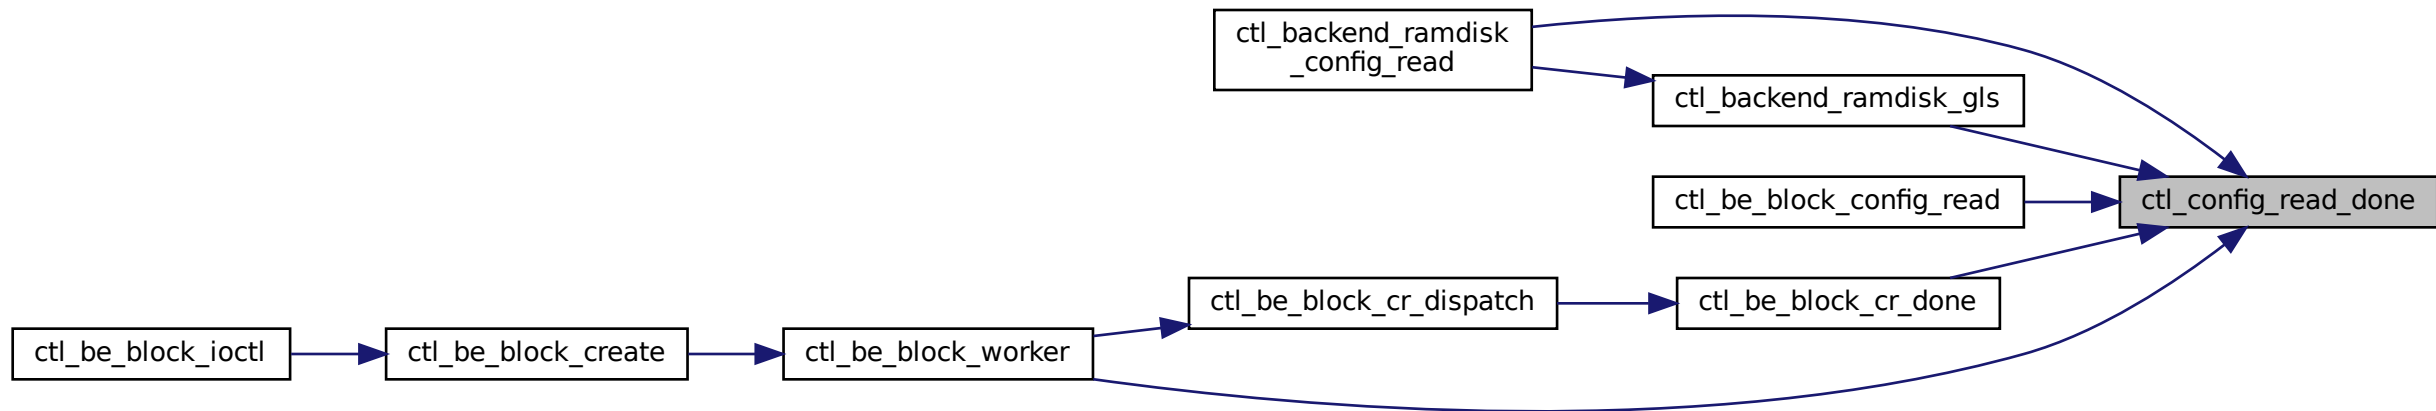 ctl_backend_ramdisk
_config_read
ctl_backend_ramdisk_gls
ctl_be_block_config_read
ctl_config_read_done
ctl_be_block_cr_dispatch
ctl_be_block_cr_done
ctl_be_block_ioctl
ctl_be_block_create
ctl_be_block_worker